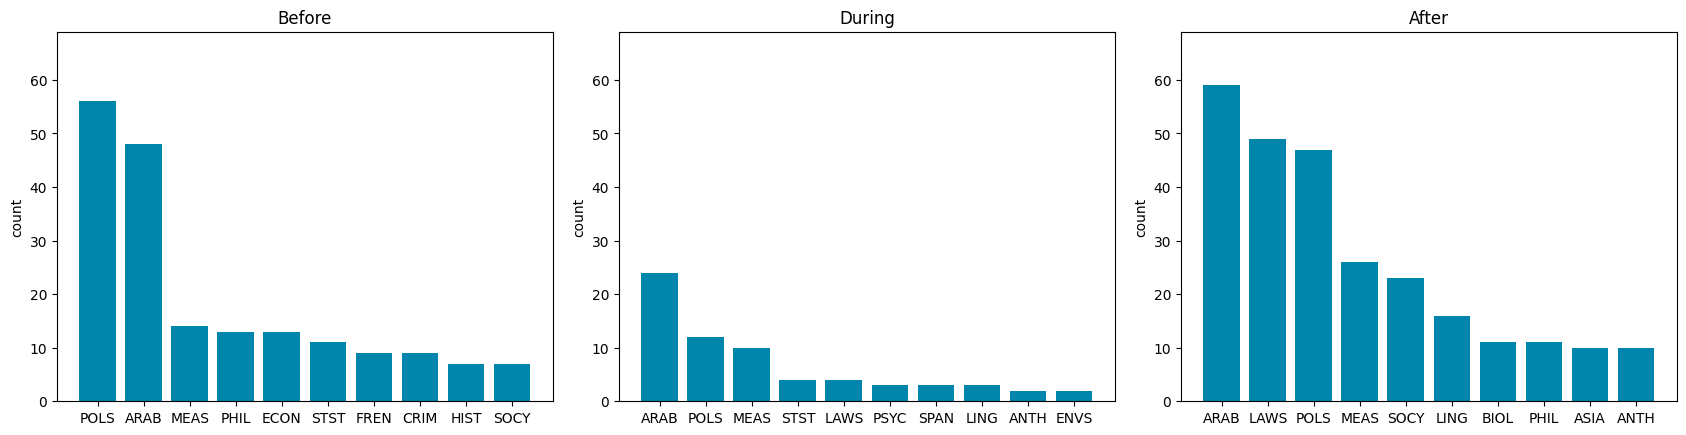 Before
count
60
50
40
30
20
10
0
POLS ARAB MEAS PHIL ECON STST FREN CRIM HIST SOCY
During
count
60
50
40
30
20
10
0
ARAB POLS MEAS STST LAWS PSYC SPAN LING ANTH ENVS
After
count
60
50
40
30
20
10
0
ARAB LAWS POLS MEAS SOCY LING BIOL PHIL ASIA ANTH